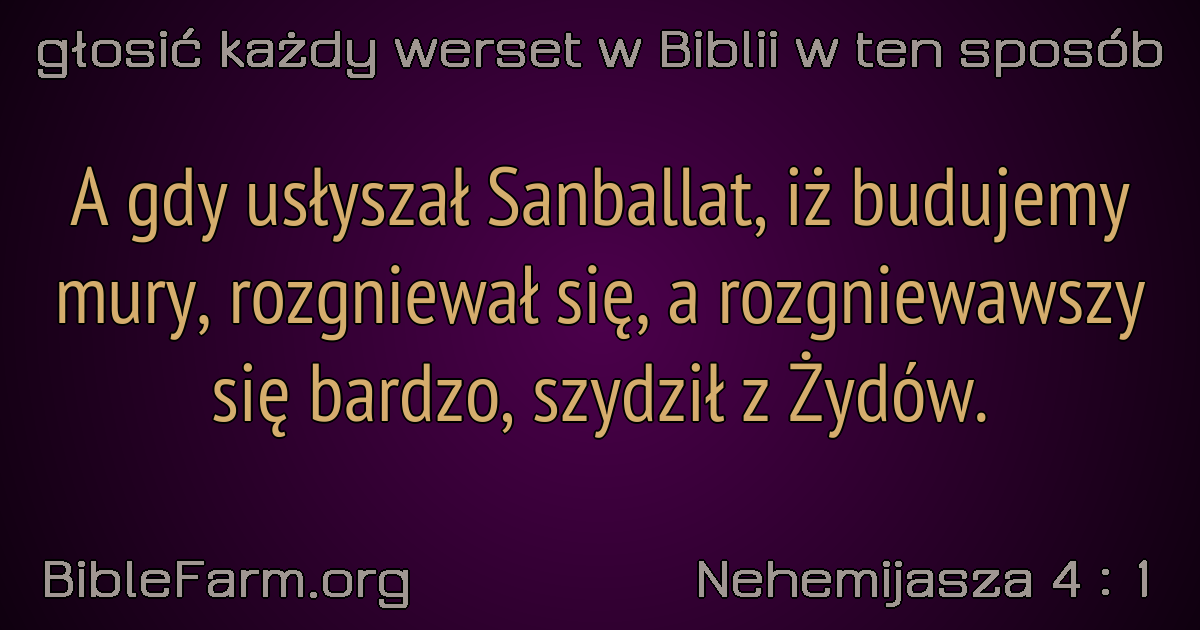 głosić każdy werset w Biblii w ten sposób
A gdy usłyszał Sanballat, iż budujemy
mury, rozgniewał się, a rozgniewawszy
się bardzo, szydził z Żydów.
BibleFarm.org
Nehemijasza 4 : 1